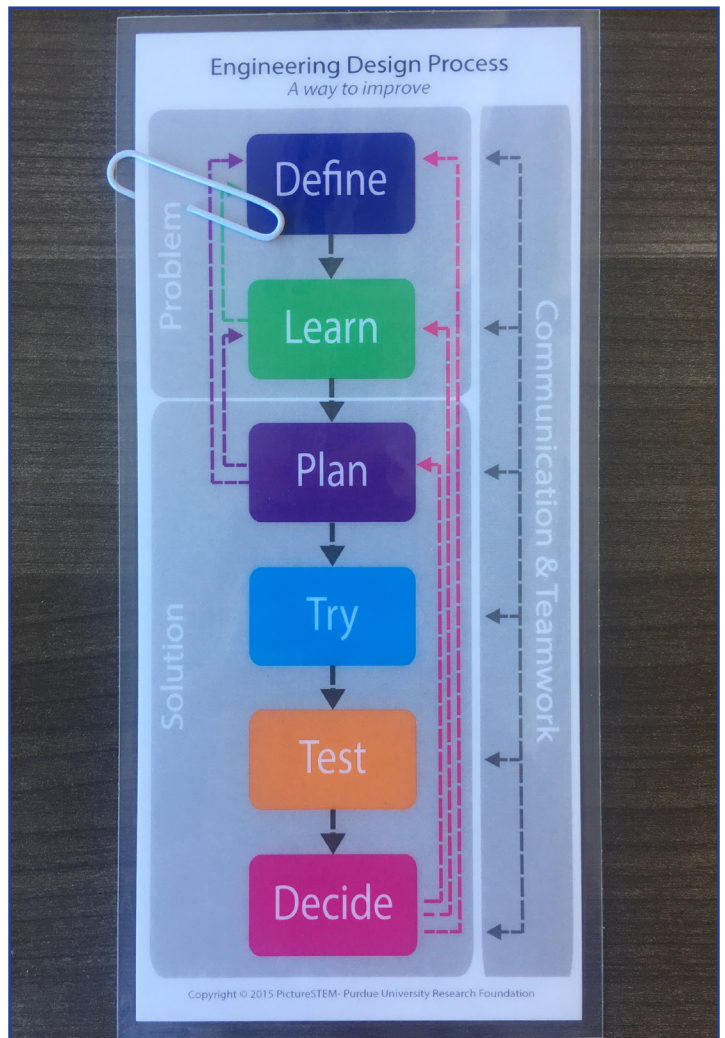 Engineering Design Process
A way to improve
Problem
Define
Learn
Solution
Plan
Try
Test
Decide
Communication & Teamwork
Copyright © 2015 PictureSTEM- Purdue University Research Foundation